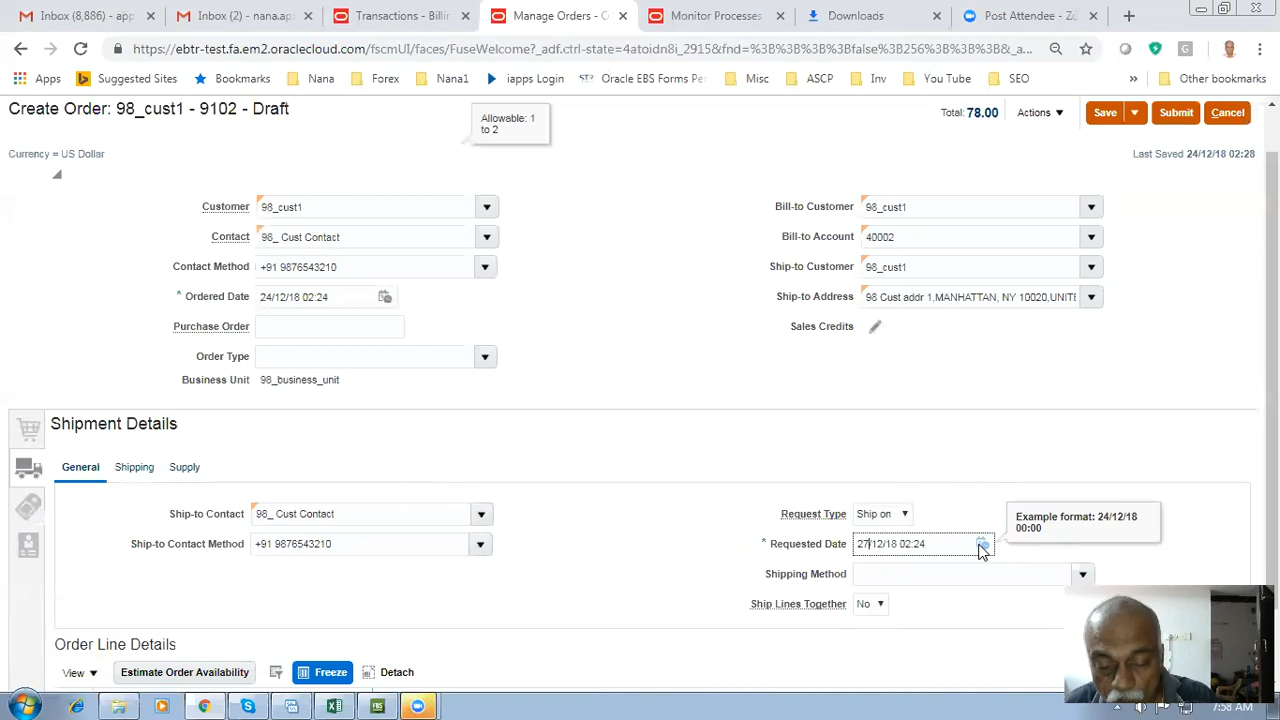 Inbox (6,886) - app
Inbox (2) - nana.ap
Transactions - Billin
Manage Orders - O
Monitor Processes
Downloads
Post Attendee - Zo
https://ebtr-test.fa.em2.oraclecloud.com/fscmUI/faces/FuseWelcome?_adf.ctrl-state=4atoidn8i_2915&fnd=%3B%3B%3B%3Bfalse%3B256%3B%3B%3B&_a...
Apps
Suggested Sites
Bookmarks
Nana
Forex
Nana1
iapps Login
Oracle EBS Forms Per
Misc
ASCP
Inv
You Tube
SEO
Other bookmarks
Create Order: 98_cust1 - 9102 - Draft
Total: 78.00
Actions
Save
Submit
Cancel
Allowable: 1
to 2
Currency = US Dollar
Last Saved 24/12/18 02:28
Customer 98_cust1
Bill-to Customer 98_cust1
Contact 98_ Cust Contact
Bill-to Account 40002
Contact Method +91 9876543210
Ship-to Customer 98_cust1
* Ordered Date 24/12/18 02:24
Ship-to Address 98 Cust addr 1,MANHATTAN, NY 10020,UNITE
Purchase Order
Sales Credits
Order Type
Business Unit 98_business_unit
Shipment Details
General
Shipping
Supply
Ship-to Contact 98_ Cust Contact
Request Type Ship on
Example format: 24/12/18
00:00
Ship-to Contact Method +91 9876543210
* Requested Date 27/12/18 02:24
Shipping Method
Ship Lines Together No
Order Line Details
View
Estimate Order Availability
Freeze
Detach
7:58 AM